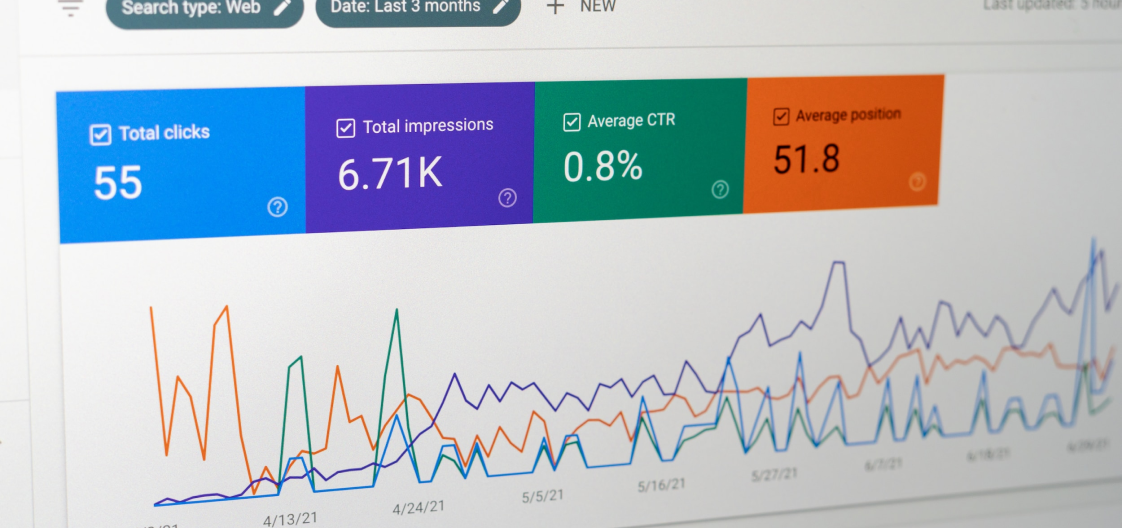 Search type: Web
Date: Last 3 months
+ NEW
Last updated: 5
Total clicks
55
Total impressions
6.71K
Average CTR
0.8%
Average position
51.8
4/13/21
4/24/21
5/5/21
5/16/21
5/27/21
6/7/21
6/18/21
6/29/21